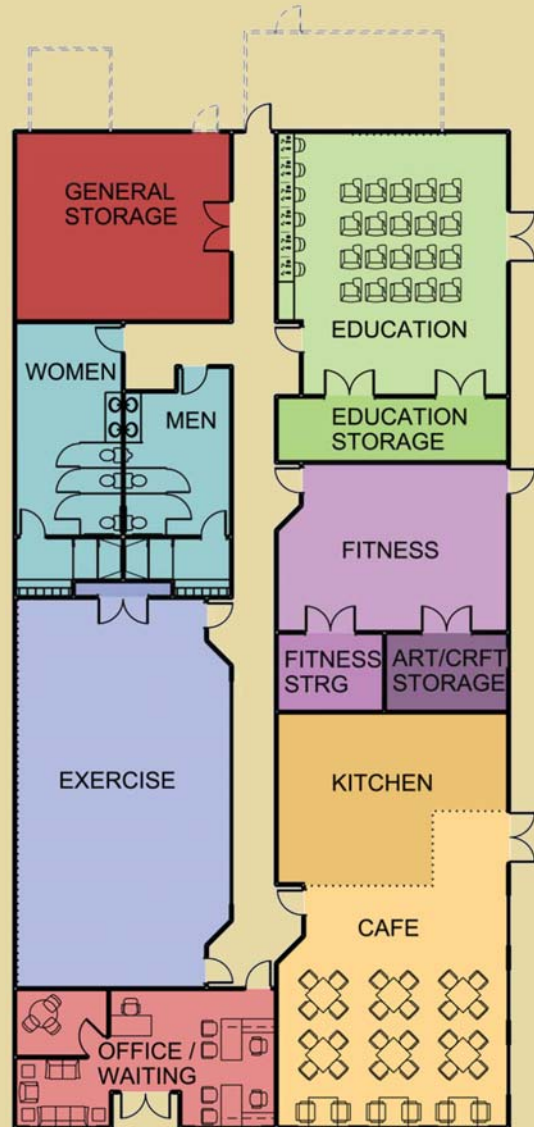 GENERAL
STORAGE
EDUCATION
WOMEN
MEN
EDUCATION
STORAGE
FITNESS
FITNESS
STRG
ART/CRFT
STORAGE
EXERCISE
KITCHEN
CAFE
OFFICE /
WAITING